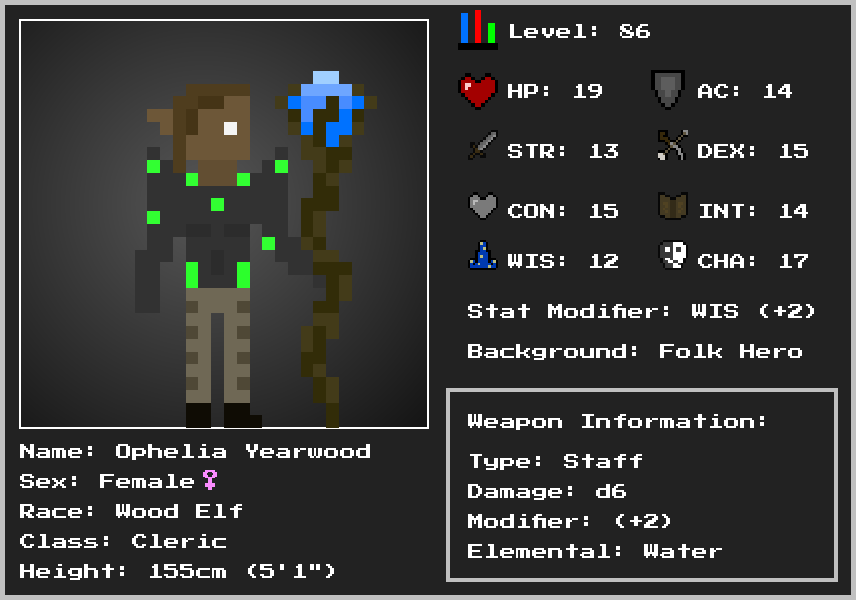 Level: 86
HP: 19 AC: 14
STR: 13 DEX: 15
CON: 15 INT: 14
WIS: 12 CHA: 17
Stat Modifier: WIS (+2)
Background: Folk Hero
Weapon Information:
Type: Staff
Damage: d6
Modifier: (+2)
Elemental: Water
Name: Ophelia Yearwood
Sex: Female♀
Race: Wood Elf
Class: Cleric
Height: 155cm (5'1")